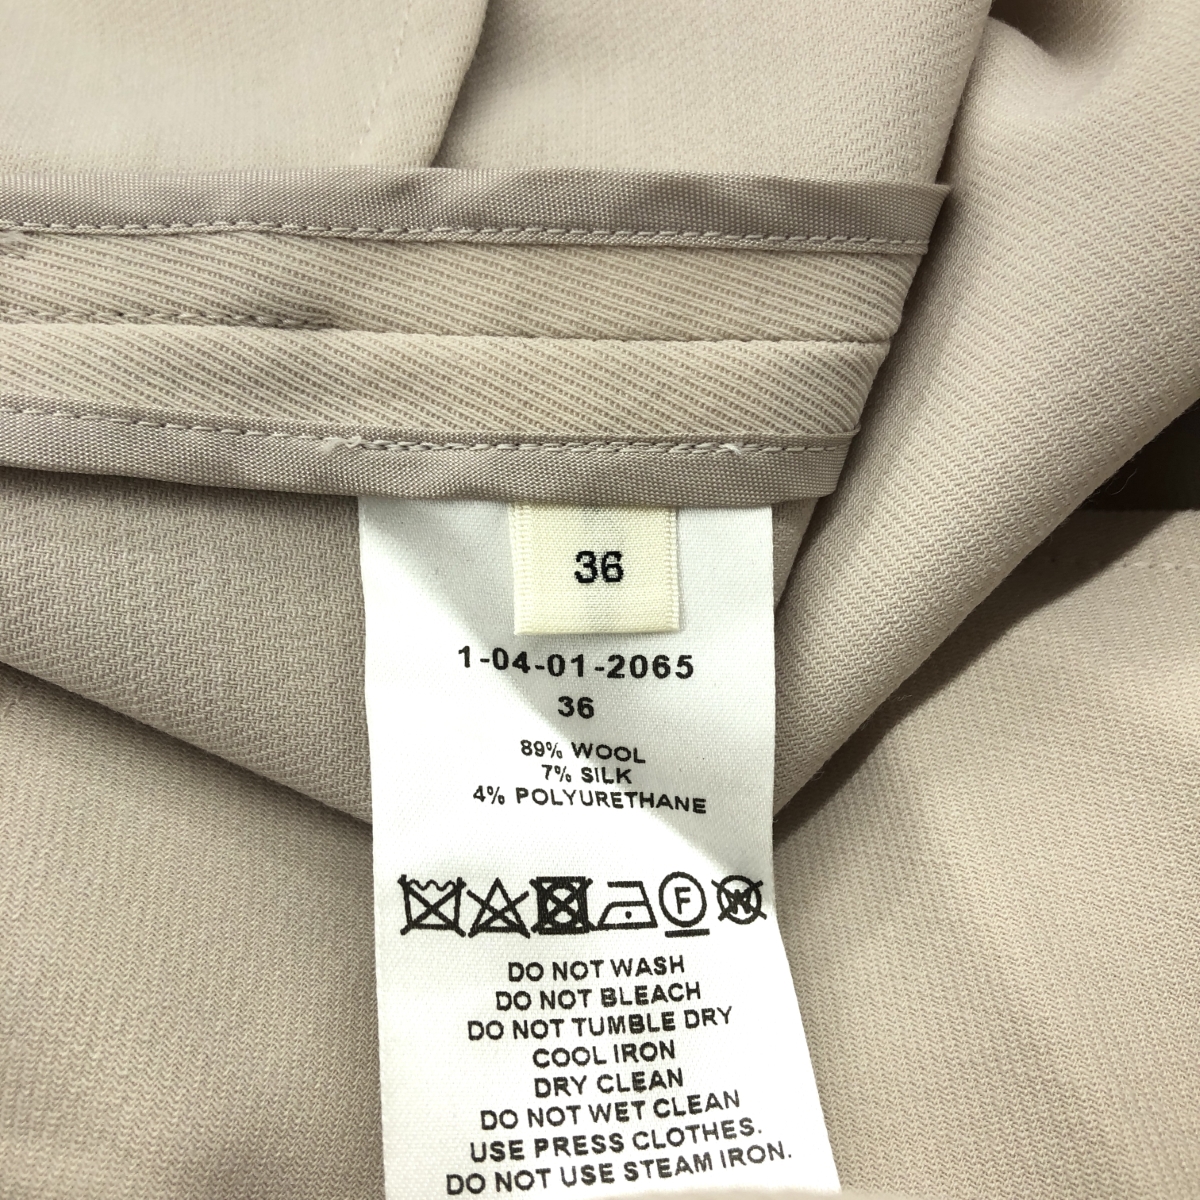 36
1-04-01-2065
36
89% WOOL
7% SILK
4% POLYURETHANE
F W
DO NOT WASH
DO NOT BLEACH
DO NOT TUMBLE DRY
COOL IRON
DRY CLEAN
DO NOT WET CLEAN
USE PRESS CLOTHES.
DO NOT USE STEAM IRON.